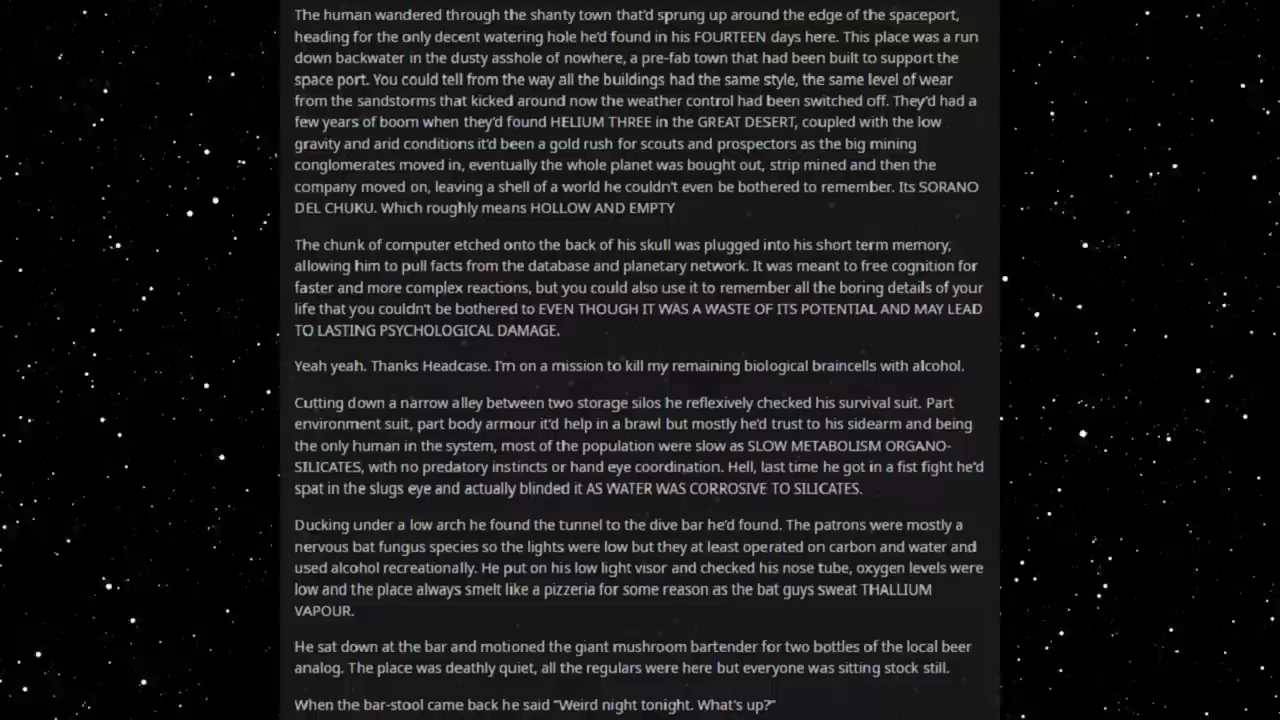 The human wandered through the shanty town that'd sprung up around the edge of the spaceport,
heading for the only decent watering hole he'd found in his FOURTEEN days here. This place was a run
down backwater in the dusty asshole of nowhere, a pre-fab town that had been built to support the
space port. You could tell from the way all the buildings had the same style, the same level of wear
from the sandstorms that kicked around now the weather control had been switched off. They'd had a
few years of boom when they'd found HELIUM THREE in the GREAT DESERT, coupled with the low
gravity and arid conditions it'd been a gold rush for scouts and prospectors as the big mining
conglomerates moved in, eventually the whole planet was bought out, strip mined and then the
company moved on, leaving a shell of a world he couldn't even be bothered to remember. Its SORANO
DEL CHUKU. Which roughly means HOLLOW AND EMPTY
The chunk of computer etched onto the back of his skull was plugged into his short term memory,
allowing him to pull facts from the database and planetary network. It was meant to free cognition for
faster and more complex reactions, but you could also use it to remember all the boring details of your
life that you couldn't be bothered to EVEN THOUGH IT WAS A WASTE OF ITS POTENTIAL AND MAY LEAD
TO LASTING PSYCHOLOGICAL DAMAGE.
Yeah yeah. Thanks Headcase. I'm on a mission to kill my remaining biological braincells with alcohol.
Cutting down a narrow alley between two storage silos he reflexively checked his survival suit. Part
environment suit, part body armour it'd help in a brawl but mostly he'd trust to his sidearm and being
the only human in the system, most of the population were slow as SLOW METABOLISM ORGANO-
SILICATES, with no predatory instincts or hand eye coordination. Hell, last time he got in a fist fight he'd
spat in the slugs eye and actually blinded it AS WATER WAS CORROSIVE TO SILICATES.
Ducking under a low arch he found the tunnel to the dive bar he'd found. The patrons were mostly a
nervous bat fungus species so the lights were low but they at least operated on carbon and water and
used alcohol recreationally. He put on his low light visor and checked his nose tube, oxygen levels were
low and the place always smelt like a pizzeria for some reason as the bat guys sweat THALLIUM
VAPOUR.
He sat down at the bar and motioned the giant mushroom bartender for two bottles of the local beer
analog. The place was deathly quiet, all the regulars were here but everyone was sitting stock still.
When the bar-stool came back he said "Weird night tonight. What's up?"